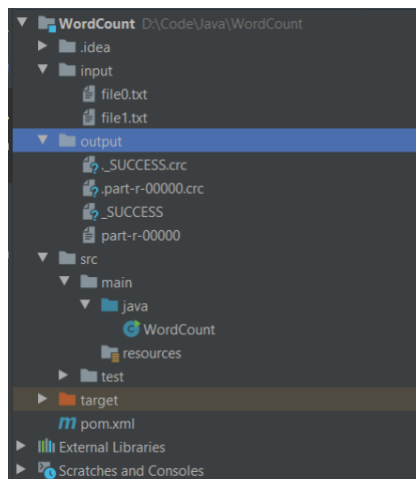 WordCount D:\Code\Java\WordCount
.idea
input
file0.txt
file1.txt
output
._SUCCESS.crc
.part-r-00000.crc
_SUCCESS
part-r-00000
src
main
java
WordCount
resources
test
target
pom.xml
External Libraries
Scratches and Consoles